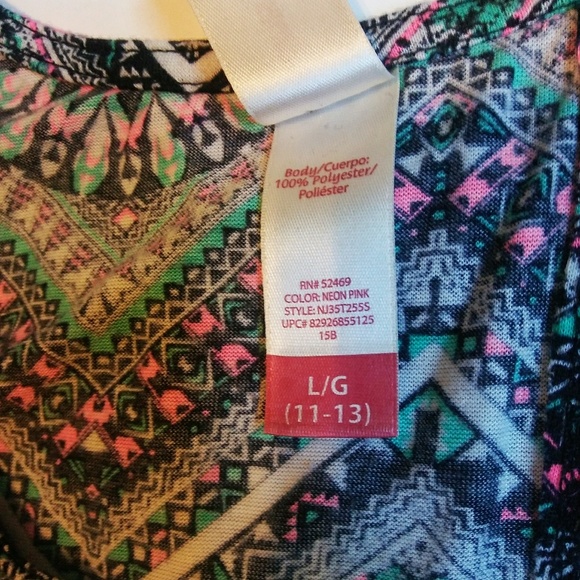 Body/Cuerpo:
100% Polyester/
Poliéster
RN# 52469
COLOR: NEON PINK
STYLE: NJ35T255S
UPC# 82926855125
15B
L/G
(11-13)